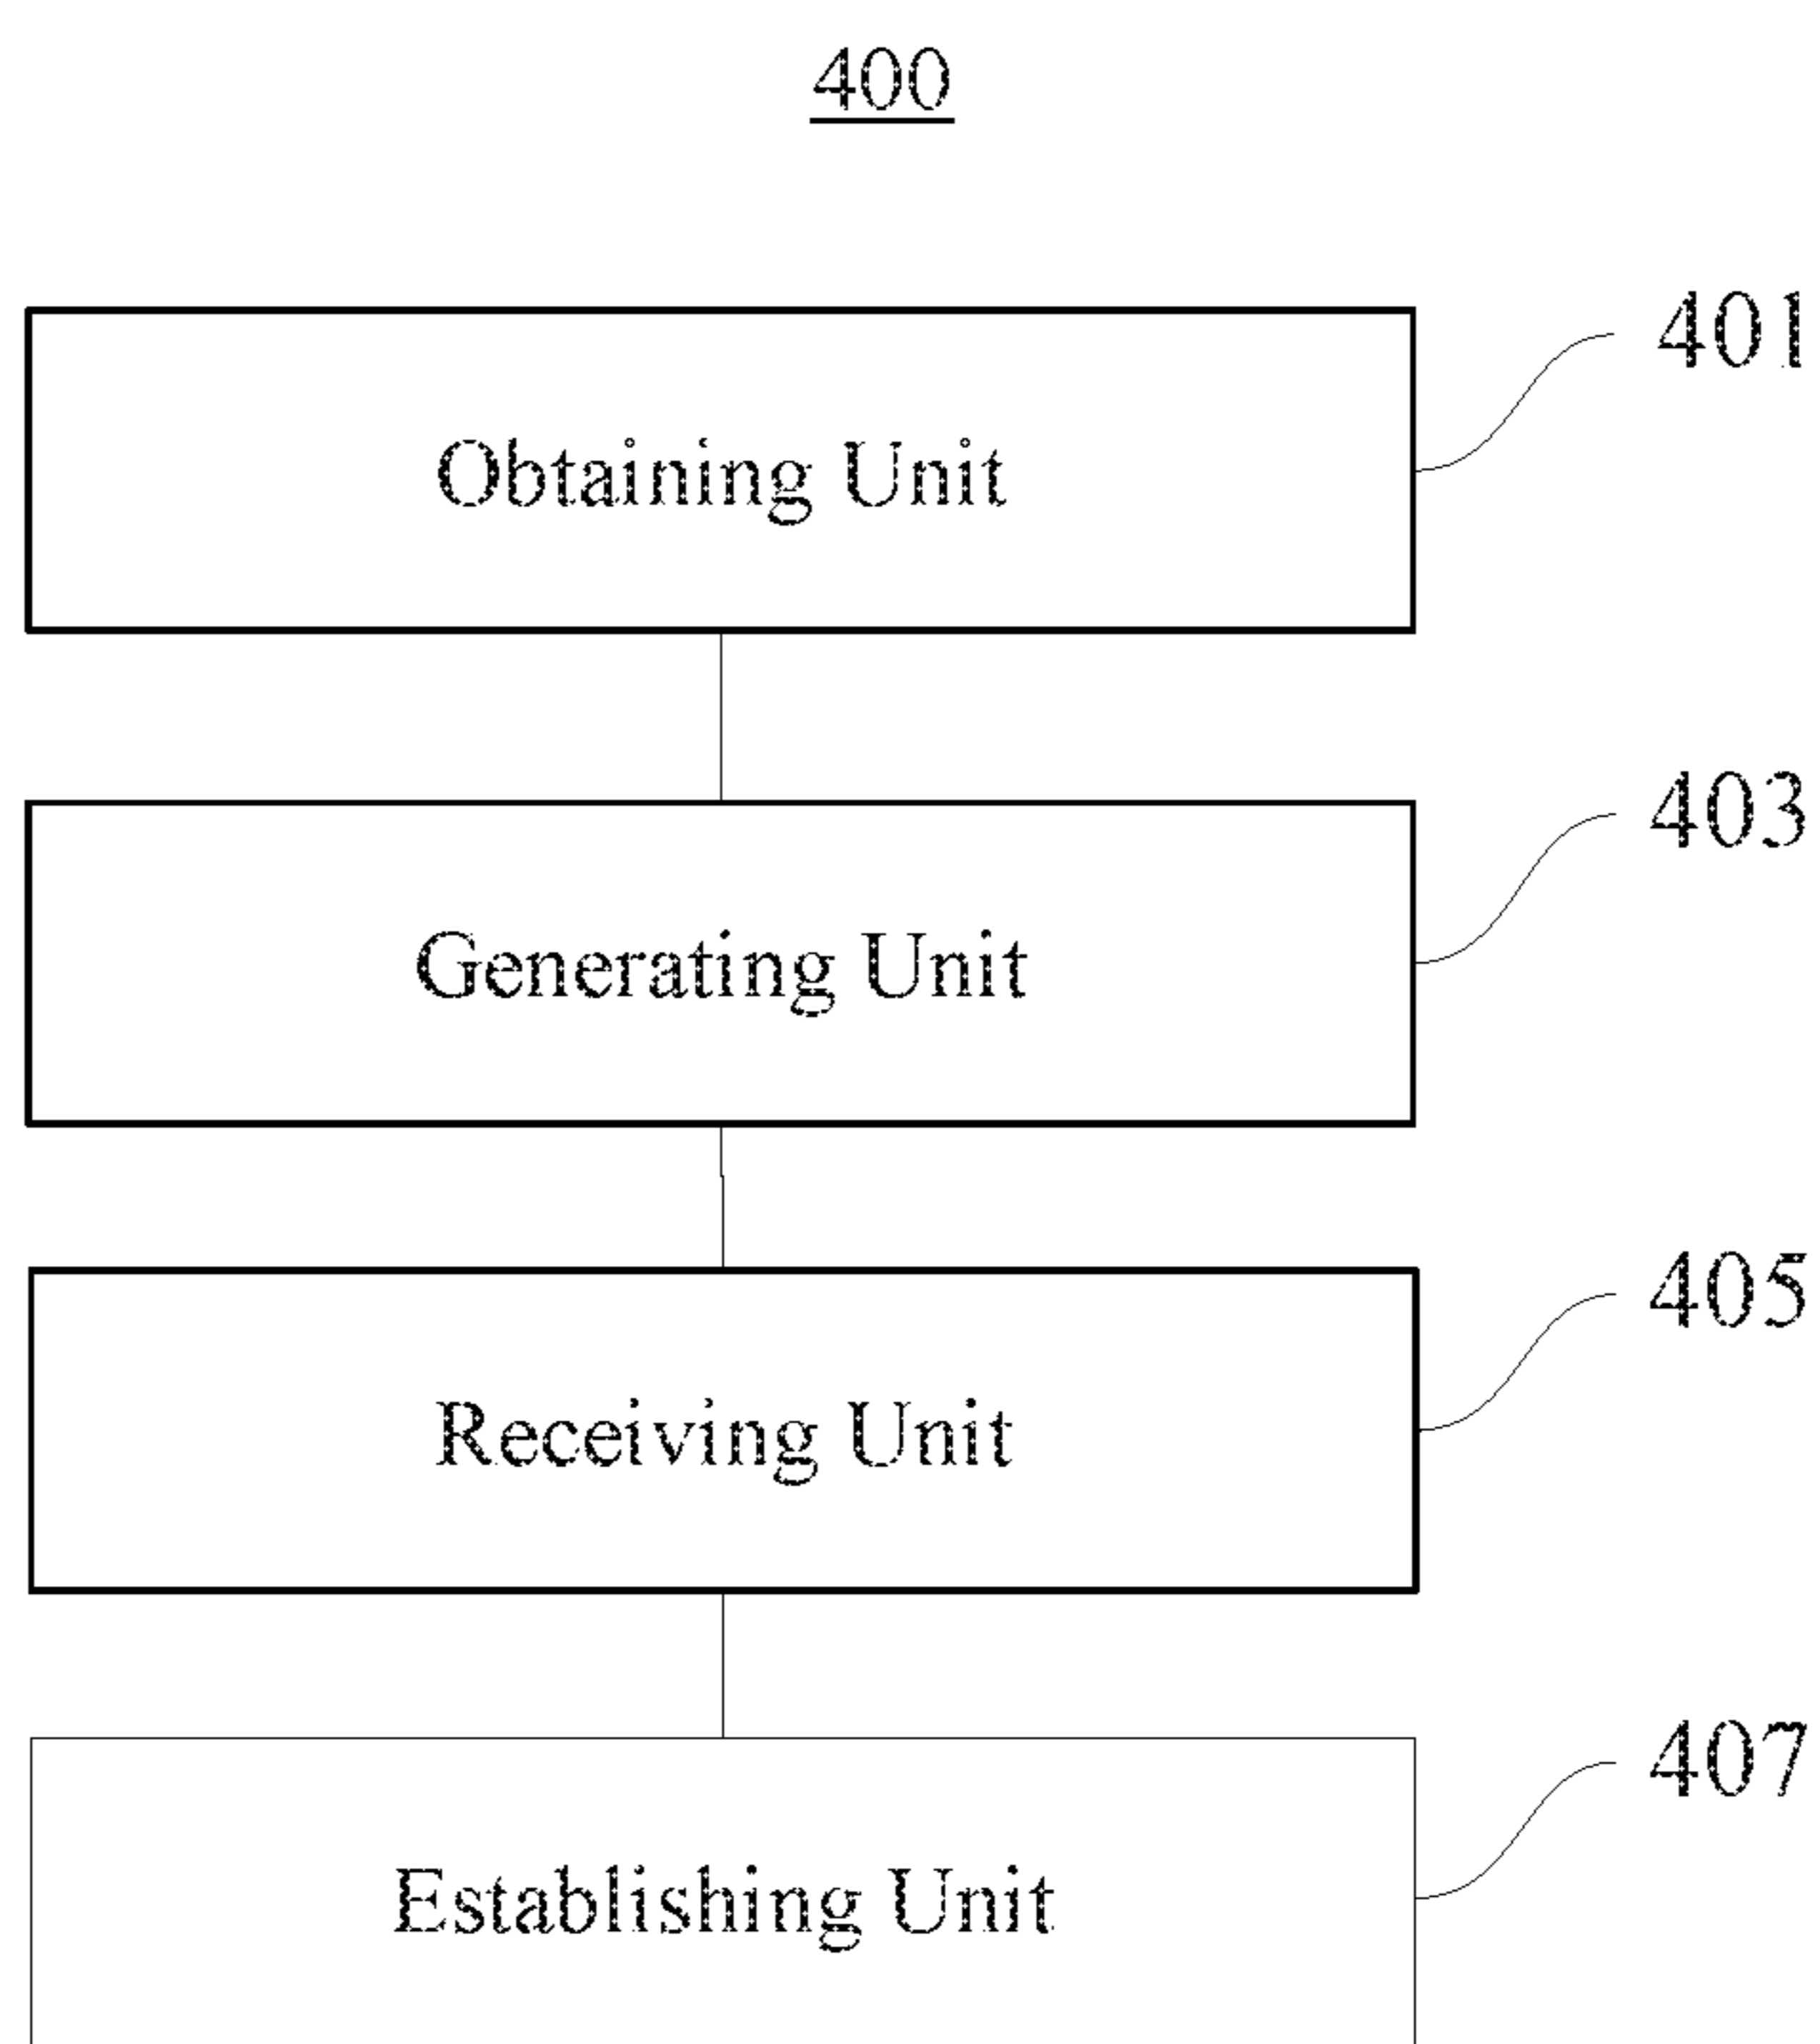 400
401
Obtaining Unit
403
Generating Unit
405
Receiving Unit
407
Establishing Unit